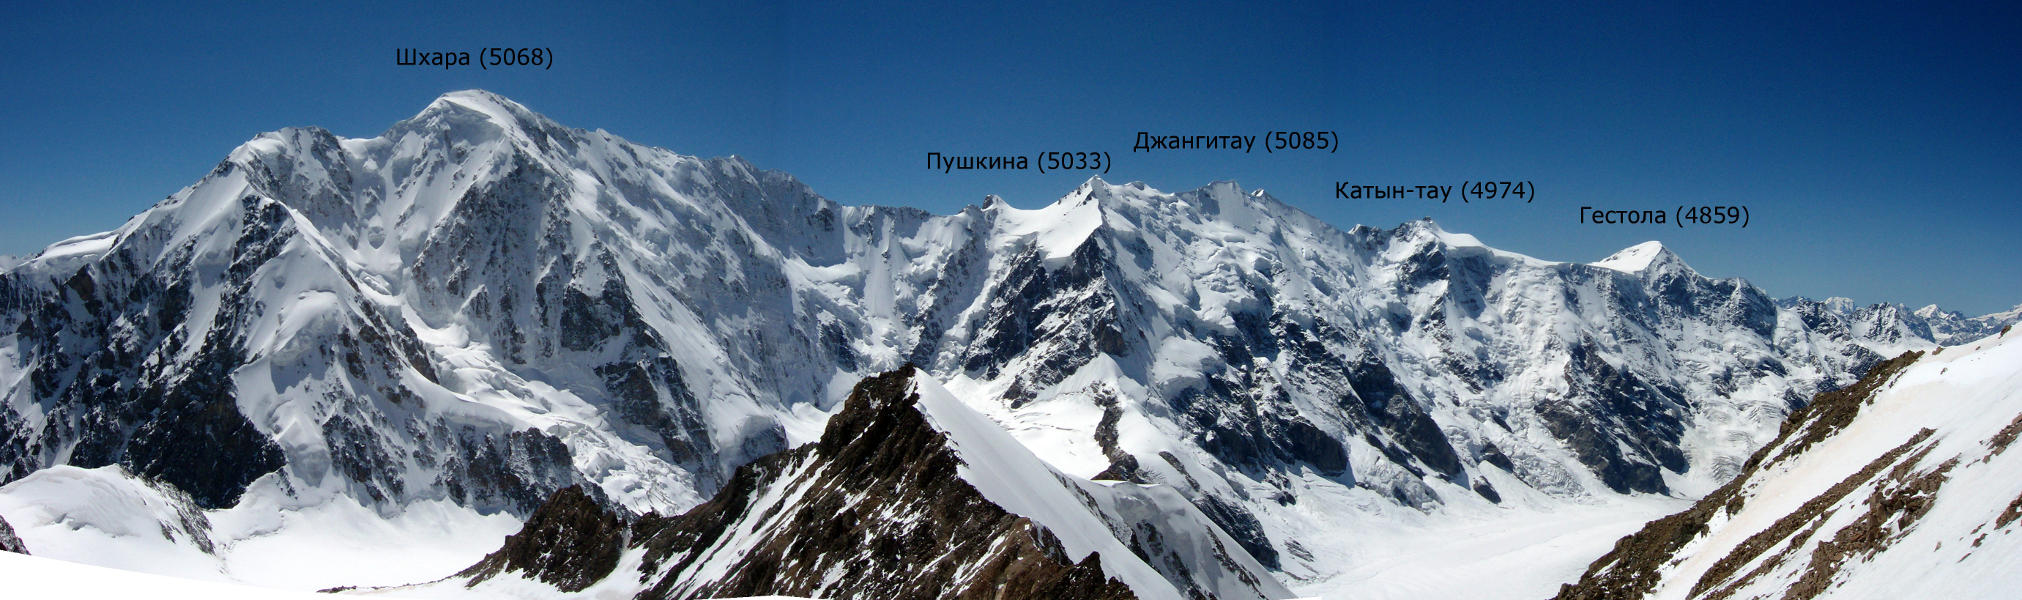 Шхара (5068)
Пушкина (5033)
Джангитау (5085)
Катын-тау (4974)
Гестола (4859)